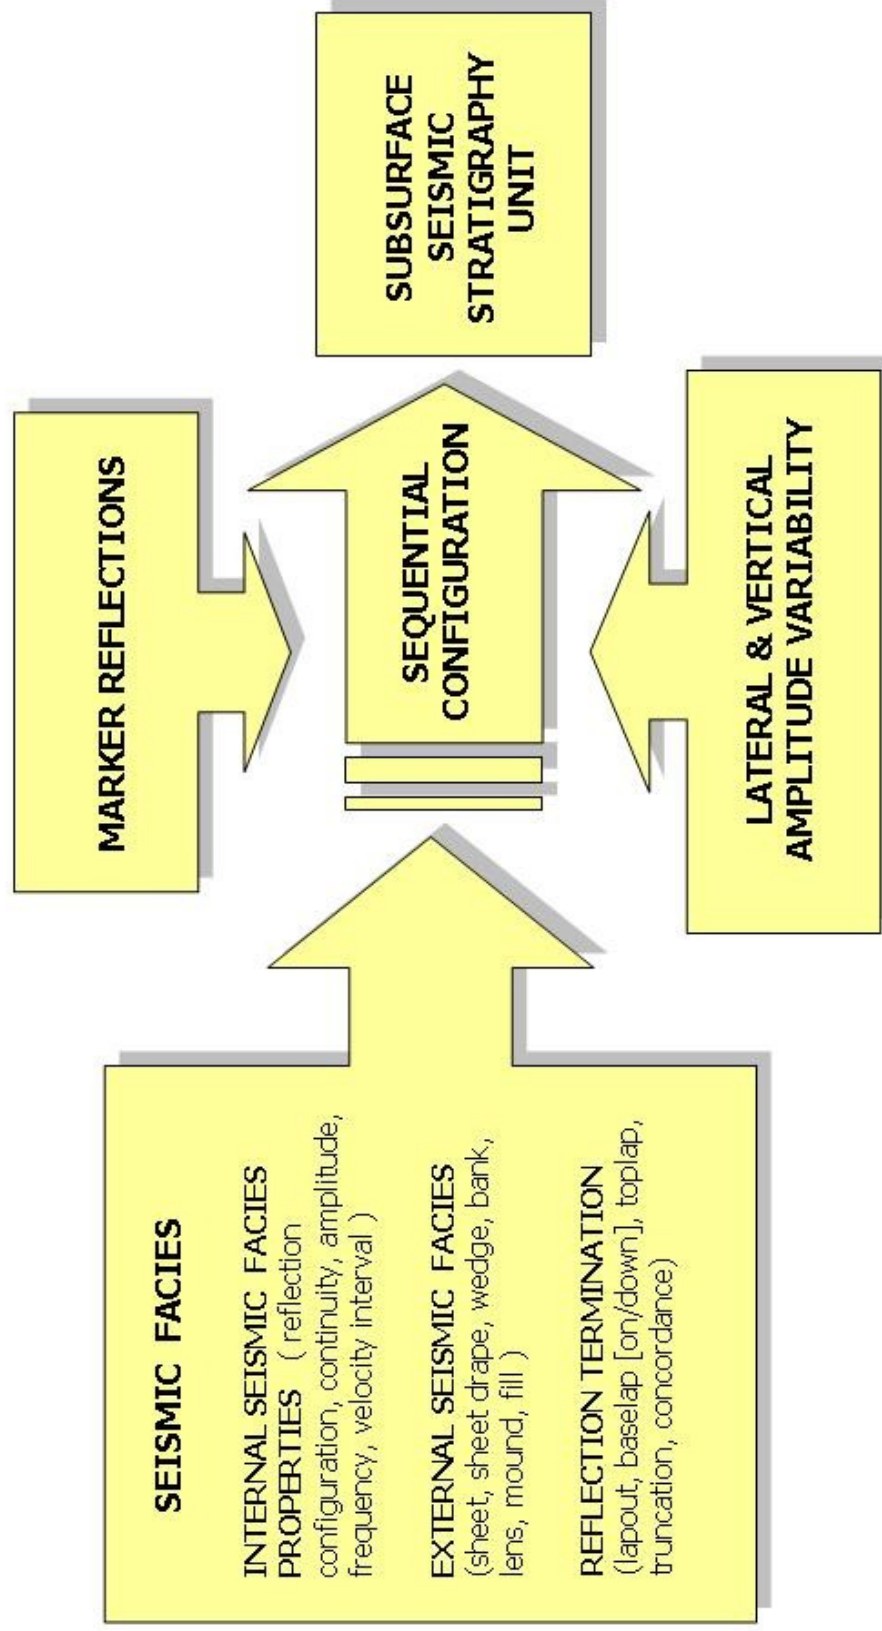 SEISMIC FACIES
INTERNAL SEISMIC FACIES
PROPERTIES ( reflection
configuration, continuity, amplitude,
frequency, velocity interval )
EXTERNAL SEISMIC FACIES
(sheet, sheet drape, wedge, bank,
lens, mound, fill )
REFLECTION TERMINATION
(lapout, baselap [on/down], toplap,
truncation, concordance)
MARKER REFLECTIONS
SEQUENTIAL
CONFIGURATION
LATERAL & VERTICAL
AMPLITUDE VARIABILITY
SUBSURFACE
SEISMIC
STRATIGRAPHY
UNIT